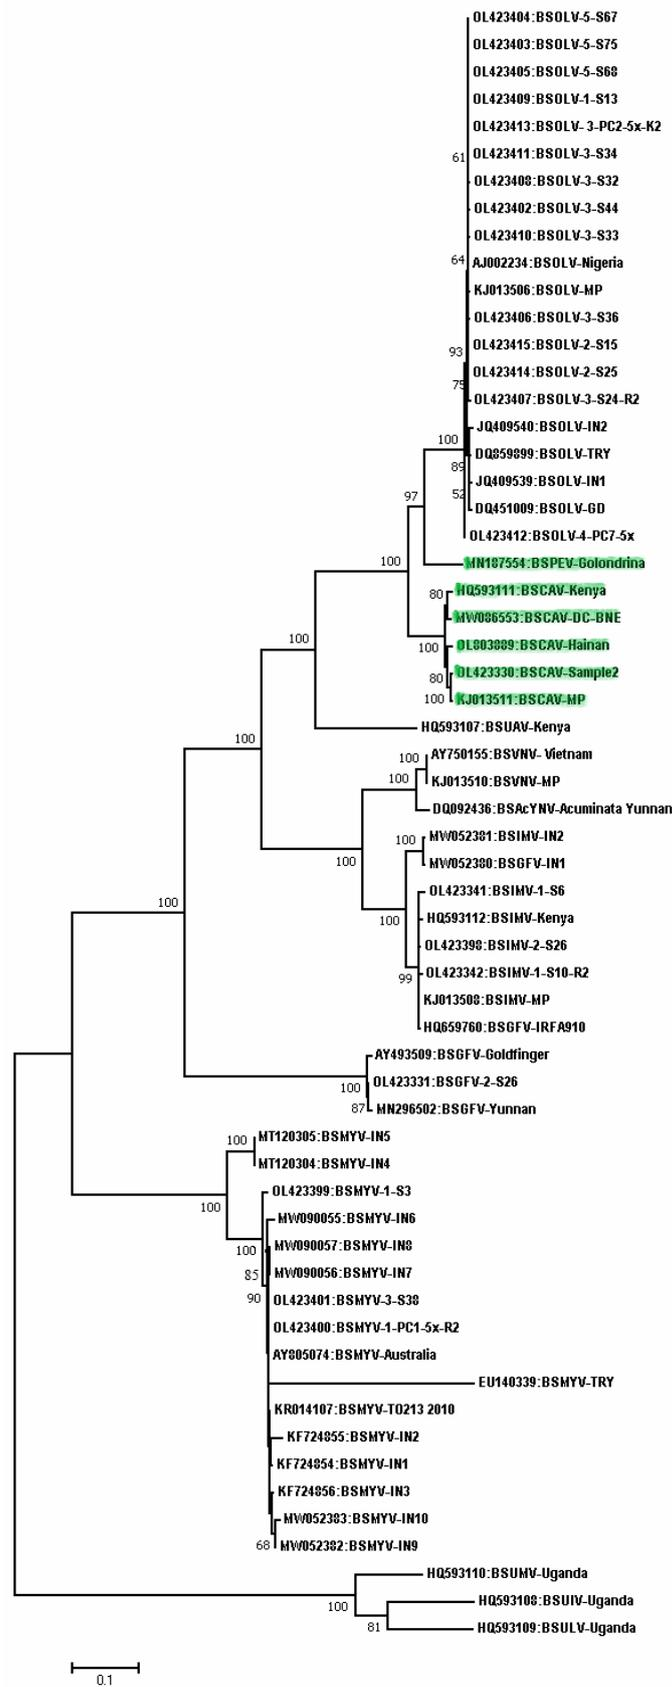 OL423404:BSOLV-5-S67
OL423403:BSOLV-5-S75
OL423405:BSOLV-5-S68
OL423409:BSOLV-1-S13
OL423413:BSOLV- 3-PC2-5x-K2
61
OL423411:BSOLV-3-S34
OL423408:BSOLV-3-S32
OL423402:BSOLV-3-S44
OL423410:BSOLV-3-S33
64
AJ002234:BSOLV-Nigeria
KJ013506:BSOLV-MP
OL423406:BSOLV-3-S36
OL423415:BSOLV-2-S15
93
OL423414:BSOLV-2-S25
75
OL423407:BSOLV-3-S24-R2
JQ409540:BSOLV-IN2
100
DQ859899:BSOLV-TRY
89
JQ409539:BSOLV-IN1
52
97
DQ451009:BSOLV-GD
OL423412:BSOLV-4-PC7-5x
100
MN187554:BSPEV-Golondrina
80
HQ593111:BSCAV-Kenya
MW086553:BSCAV-DC-BNE
100
100
OL803889:BSCAV-Hainan
80
OL423330:BSCAV-Sample2
100
KJ013511:BSCAV-MP
HQ593107:BSUAV-Kenya
100
AY750155:BSVNV- Vietnam
100
100
KJ013510:BSVNV-MP
DQ092436:BSAcYNV-Acuminata Yunnan
100
MW052381:BSIMV-IN2
100
MW052380:BSGFV-IN1
OL423341:BSIMV-1-S6
100
100
HQ593112:BSIMV-Kenya
OL423398:BSIMV-2-S26
99
OL423342:BSIMV-1-S10-R2
KJ013508:BSIMV-MP
HQ659760:BSGFV-IRFA910
AY493509:BSGFV-Goldfinger
100
OL423331:BSGFV-2-S26
87
MN296502:BSGFV-Yunnan
100
MT120305:BSMYV-IN5
MT120304:BSMYV-IN4
100
OL423399:BSMYV-1-S3
MW090055:BSMYV-IN6
100
MW090057:BSMYV-IN8
85
MW090056:BSMYV-IN7
90
OL423401:BSMYV-3-S38
OL423400:BSMYV-1-PC1-5x-R2
AY805074:BSMYV-Australia
EU140339:BSMYV-TRY
KR014107:BSMYV-TO213 2010
KF724855:BSMYV-IN2
KF724854:BSMYV-IN1
KF724856:BSMYV-IN3
MW052383:BSMYV-IN10
68
MW052382:BSMYV-IN9
HQ593110:BSUMV-Uganda
100
HQ593108:BSUIV-Uganda
81
HQ593109:BSULV-Uganda
0.1